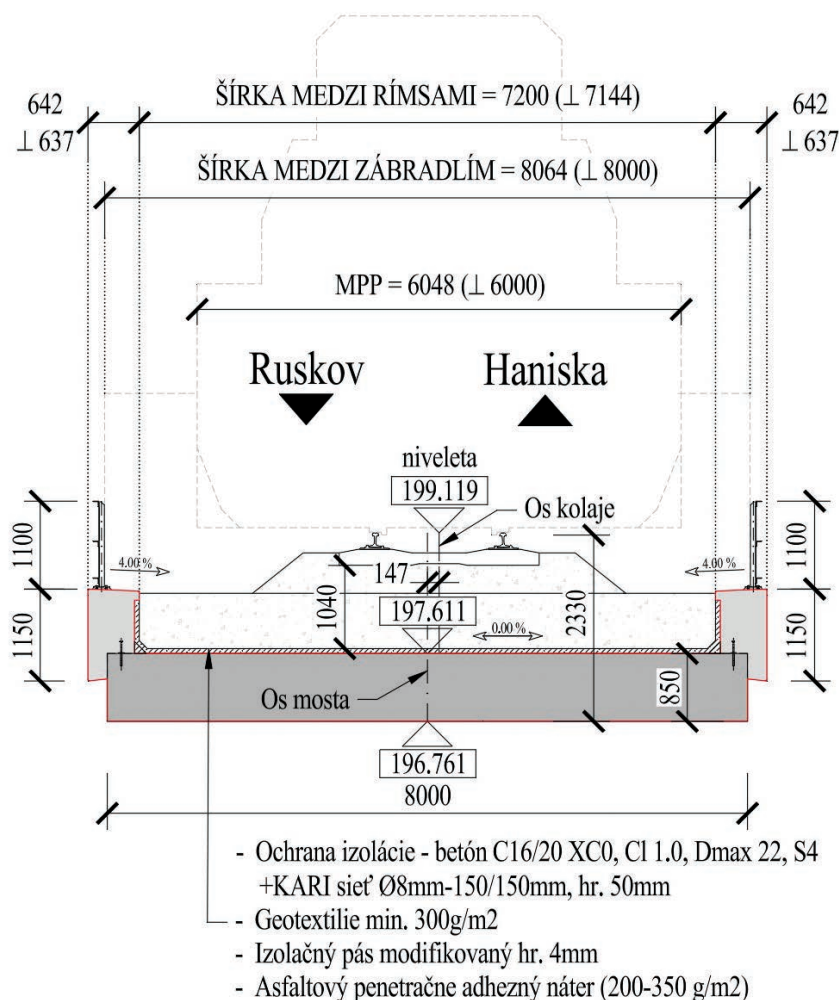 ŠÍRKA MEDZI RÍMSAMI = 7200 (⊥ 7144)
642
⊥ 637
642
⊥ 637
ŠÍRKA MEDZI ZÁBRADLÍM = 8064 (⊥ 8000)
MPP = 6048 (⊥ 6000)
Ruskov
Haniska
niveleta
199.119
Os koľaje
1100
1100
4.00 %
4.00 %
147
1040
197.611
0.00 %
2330
1150
1150
Os mosta
850
196.761
8000
- Ochrana izolácie - betón C16/20 XC0, Cl 1.0, Dmax 22, S4
+KARI sieť Ø8mm-150/150mm, hr. 50mm
- Geotextilie min. 300g/m2
- Izolačný pás modifikovaný hr. 4mm
- Asfaltový penetračne adhezný náter (200-350 g/m2)